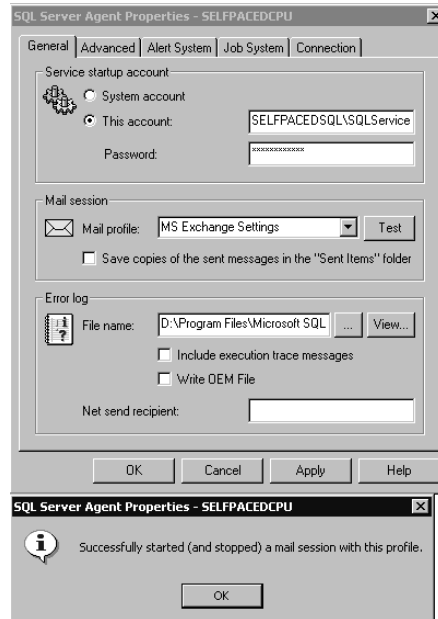 SQL Server Agent Properties - SELFPACEDCPU
General Advanced Alert System Job System Connection
Service startup account
System account
This account: SELFPACEDSQL\SQLService
Password: xxxxxxxxxxxx
Mail session
Mail profile: MS Exchange Settings Test
Save copies of the sent messages in the "Sent Items" folder
Error log
File name: D:\Program Files\Microsoft SQL ... View...
Include execution trace messages
Write OEM File
Net send recipient:
OK Cancel Apply Help
SQL Server Agent Properties - SELFPACEDCPU
Successfully started (and stopped) a mail session with this profile.
OK